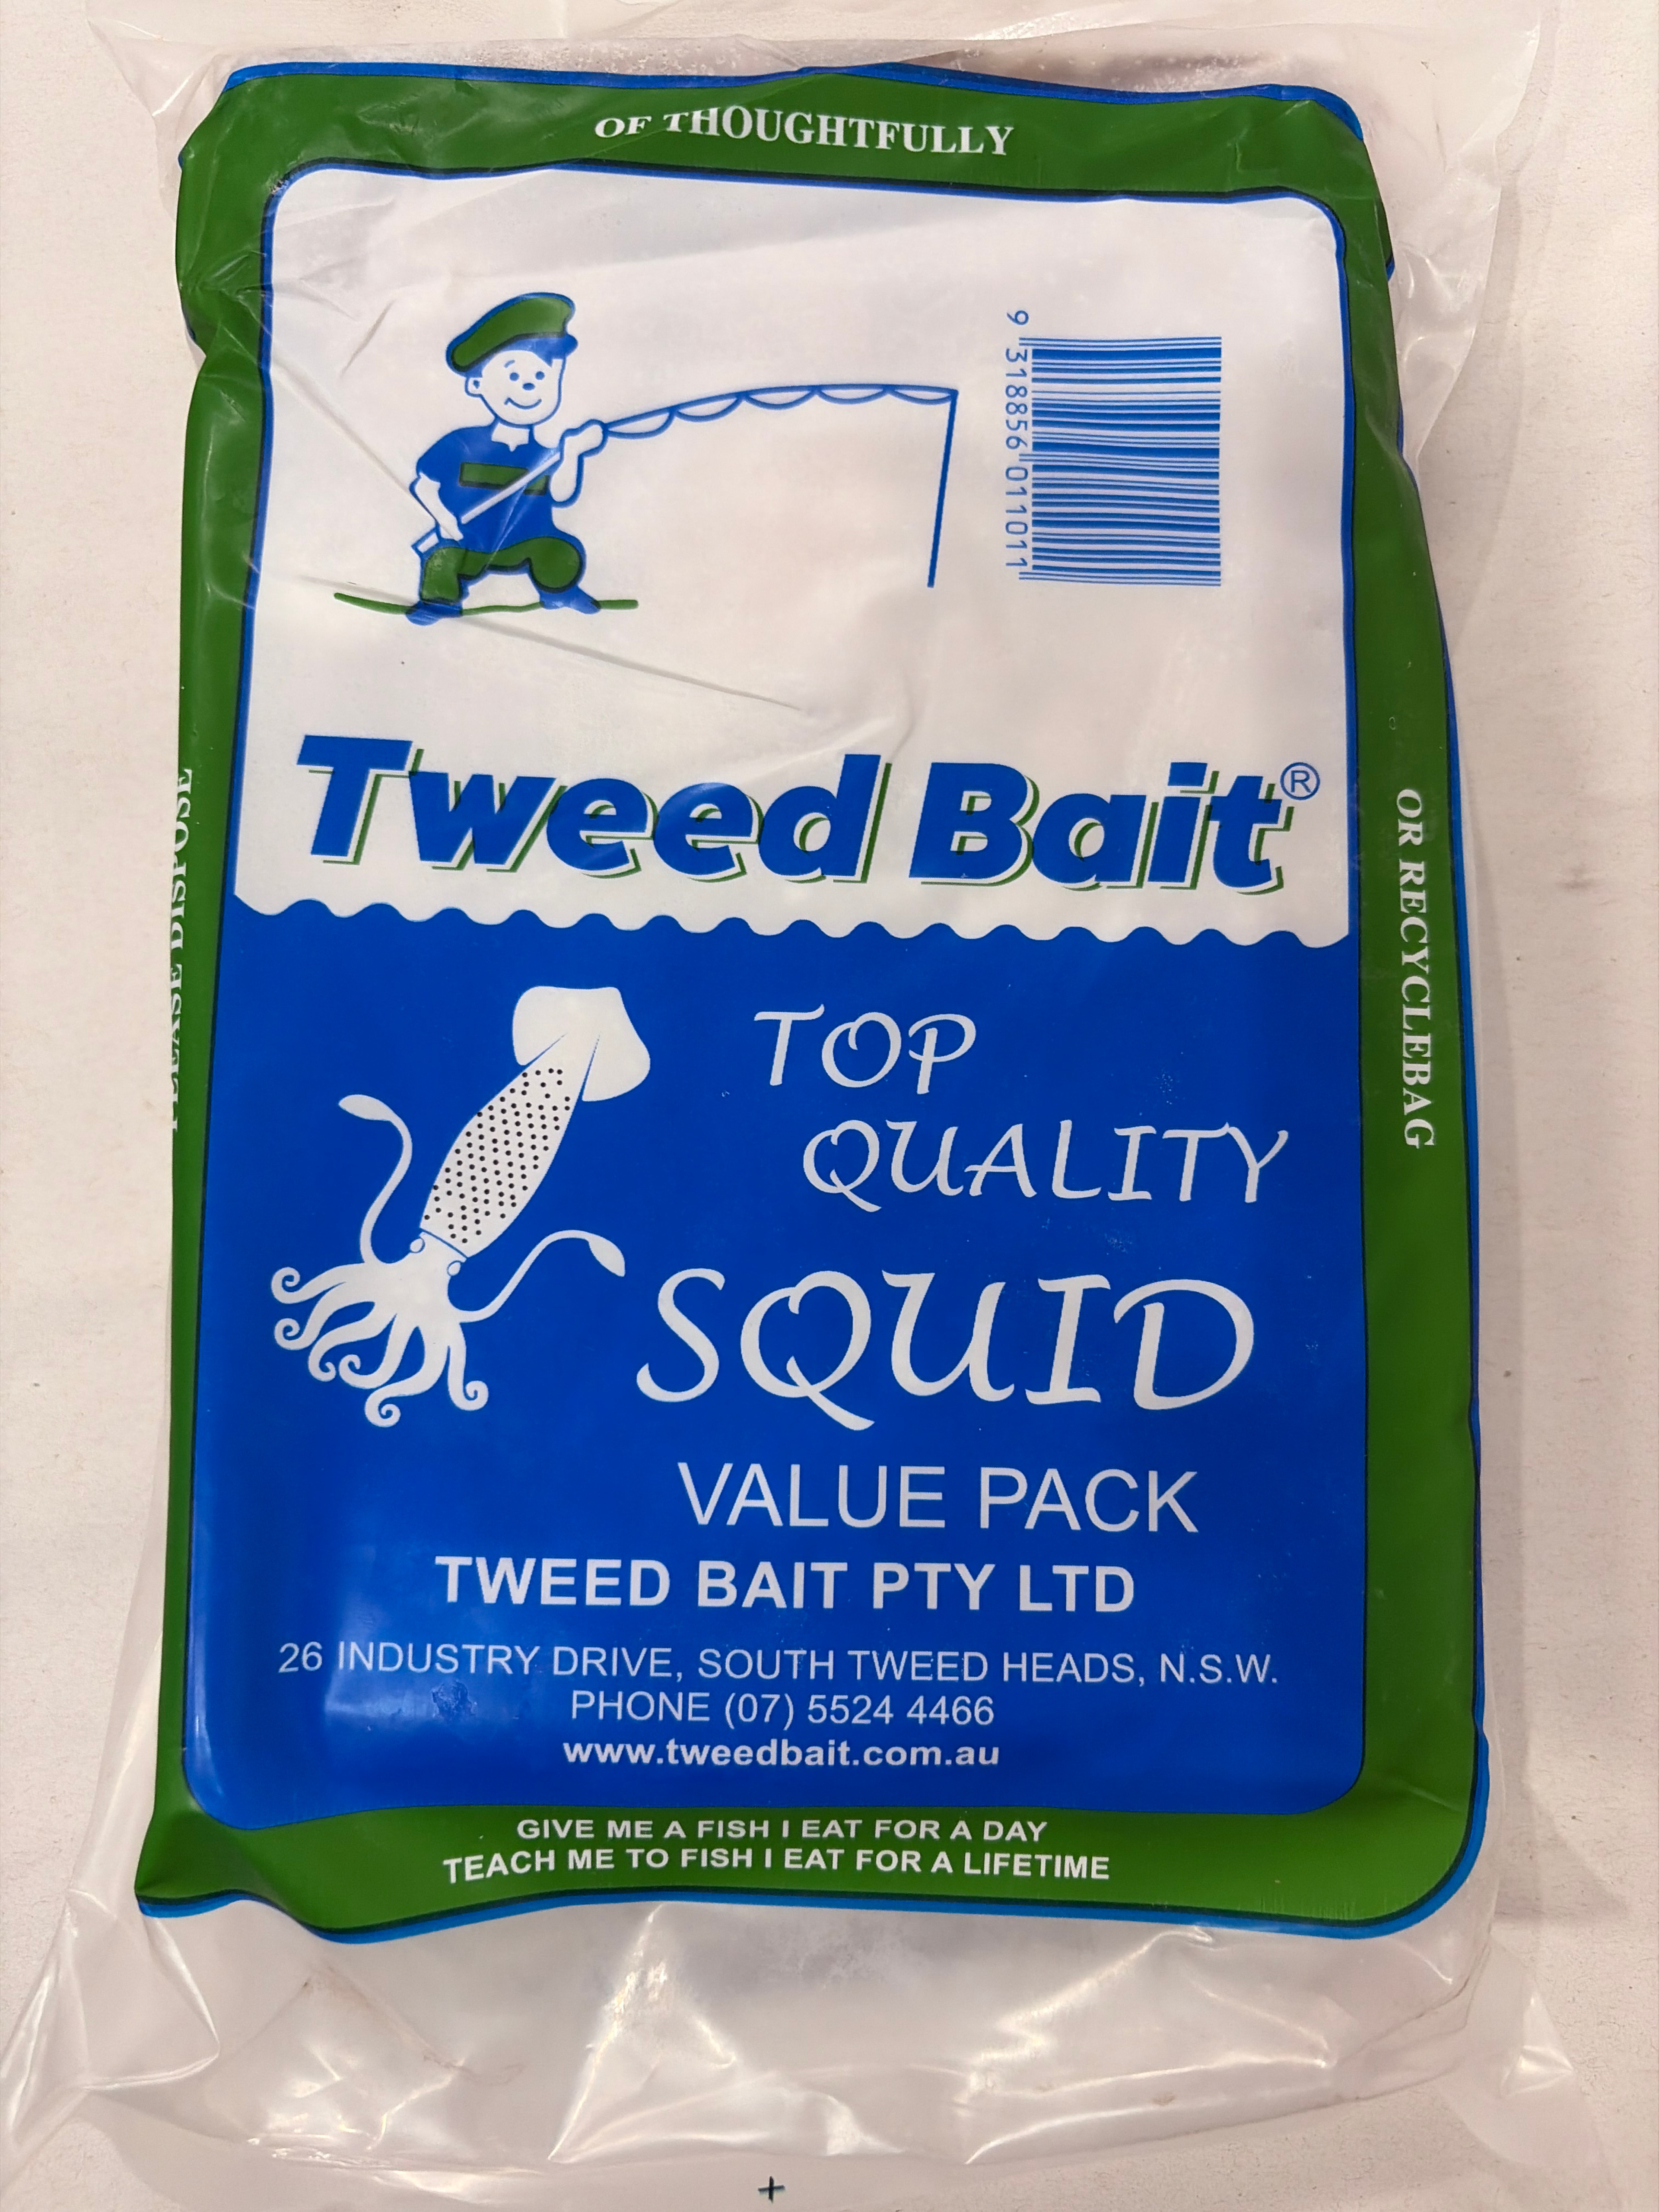 OF THOUGHTFULLY
9 318856 011011
Tweed Bait®
PLEASE DISPOSE
OR RECYCLEBAG
TOP
QUALITY
SQUID
VALUE PACK
TWEED BAIT PTY LTD
26 INDUSTRY DRIVE, SOUTH TWEED HEADS, N.S.W.
PHONE (07) 5524 4466
www.tweedbait.com.au
GIVE ME A FISH I EAT FOR A DAY
TEACH ME TO FISH I EAT FOR A LIFETIME